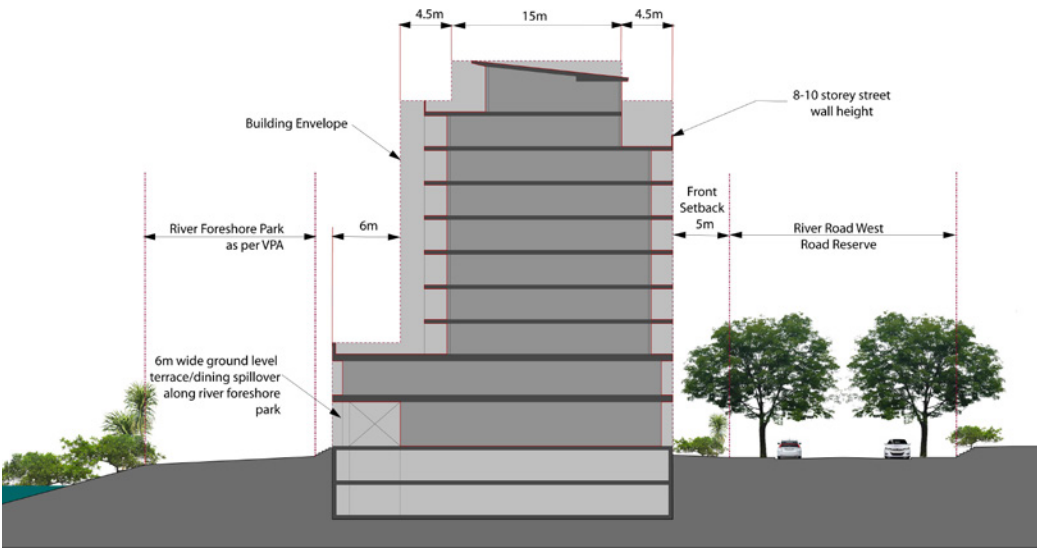 4.5m
15m
4.5m
8-10 storey street
wall height
Building Envelope
Front
Setback
5m
River Foreshore Park
as per VPA
6m
River Road West
Road Reserve
6m wide ground level
terrace/dining spillover
along river foreshore
park